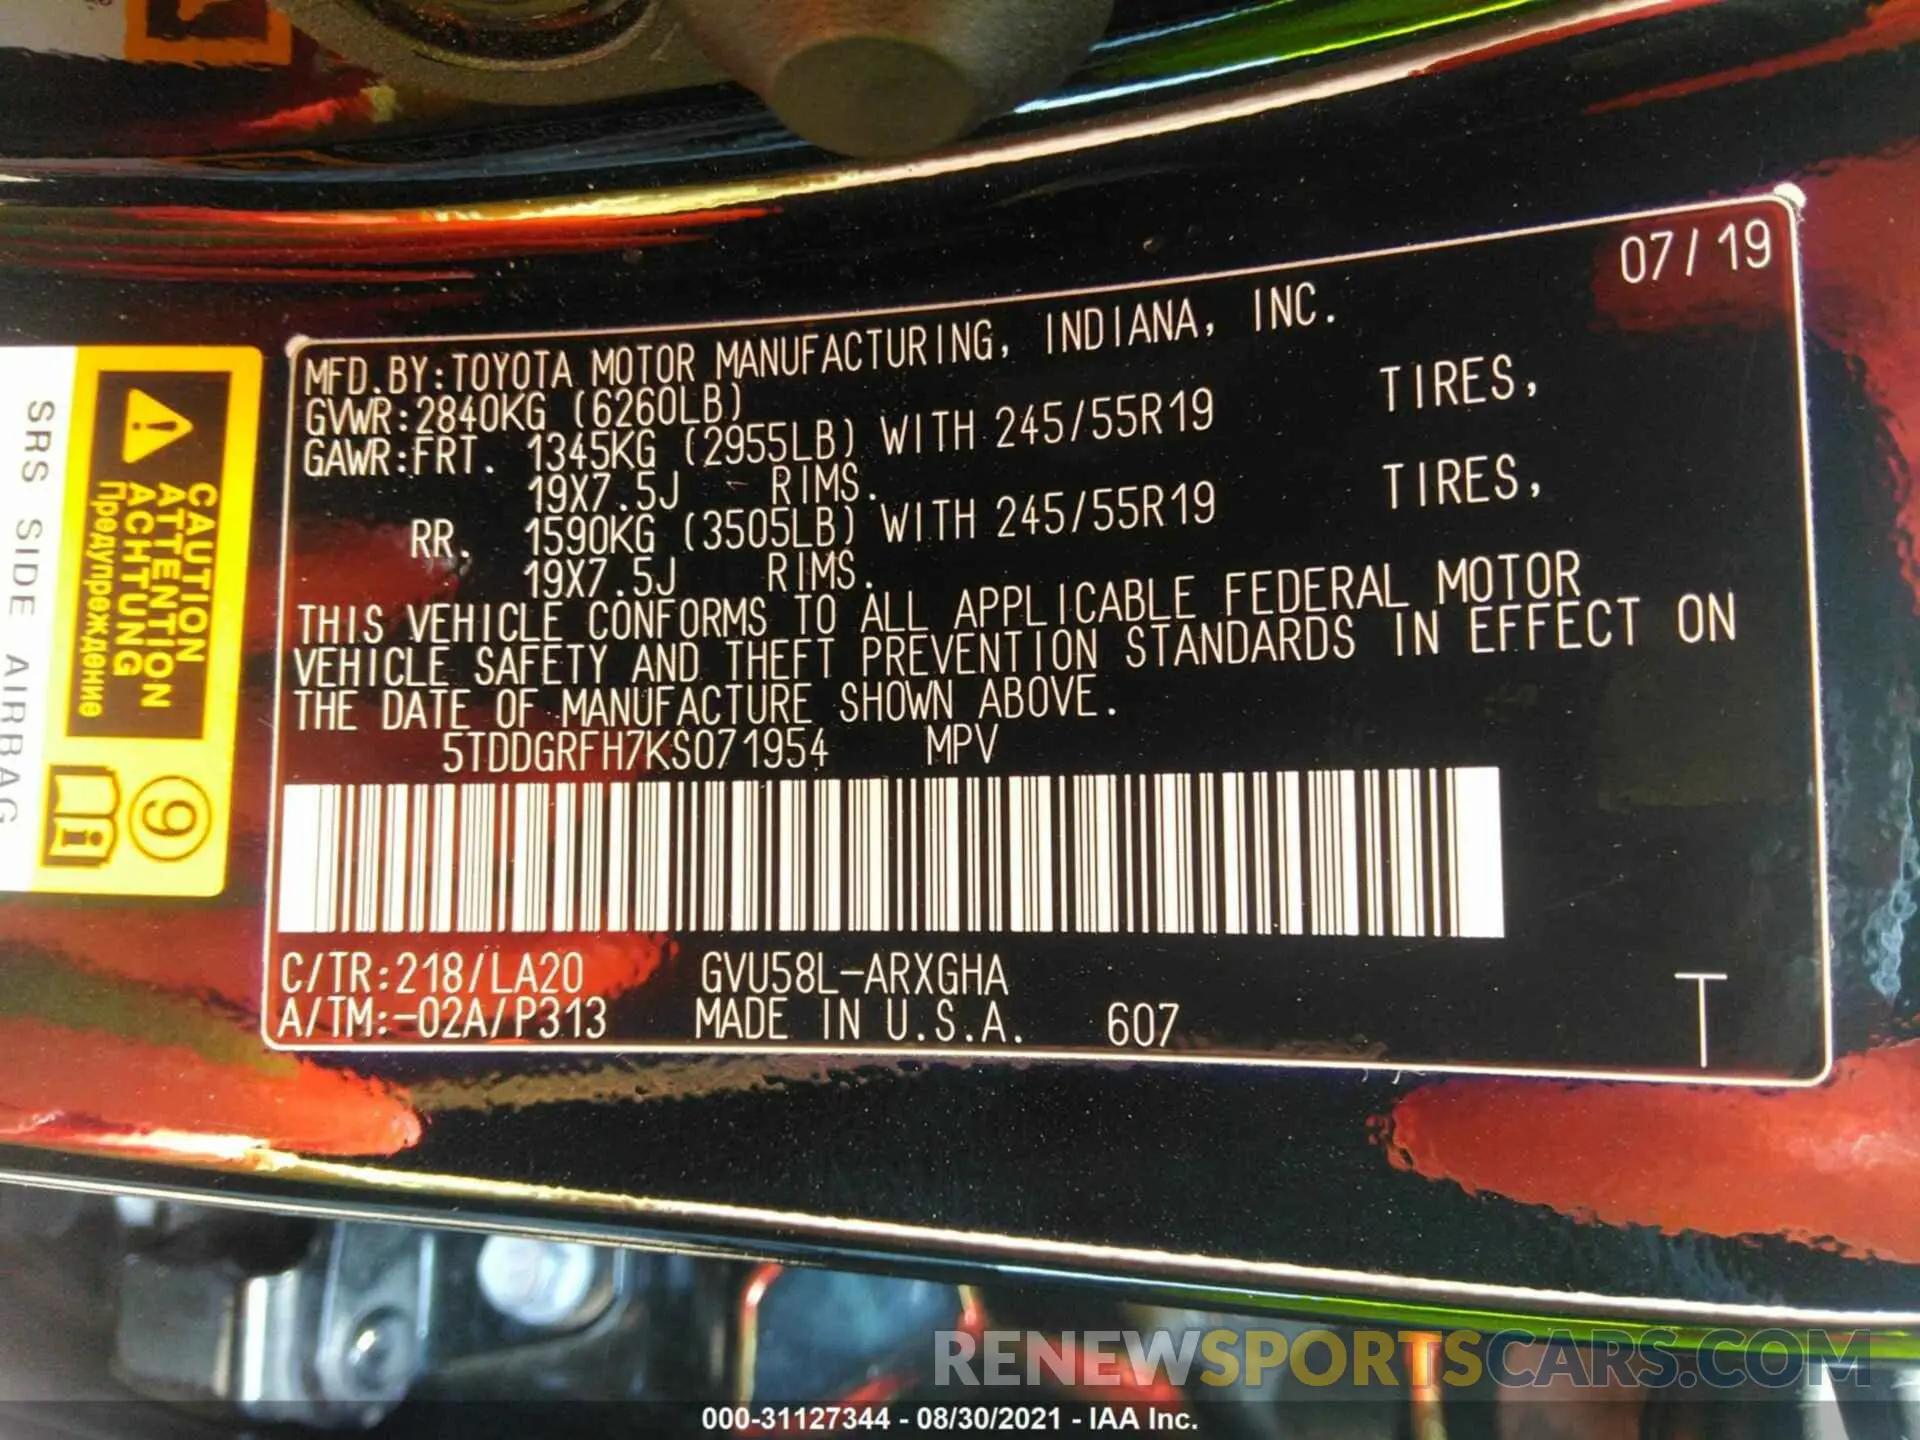 07/19
MFD.BY:TOYOTA MOTOR MANUFACTURING, INDIANA, INC.
GVWR:2840KG (6260LB)
GAWR:FRT. 1345KG (2955LB) WITH 245/55R19 TIRES,
19X7.5J RIMS.
RR. 1590KG (3505LB) WITH 245/55R19 TIRES,
19X7.5J RIMS.
THIS VEHICLE CONFORMS TO ALL APPLICABLE FEDERAL MOTOR
VEHICLE SAFETY AND THEFT PREVENTION STANDARDS IN EFFECT ON
THE DATE OF MANUFACTURE SHOWN ABOVE.
5TDDGRFH7KS071954 MPV
C/TR:218/LA20 GVU58L-ARXGHA
A/TM:-02A/P313 MADE IN U.S.A. 607
T
CAUTION
ATTENTION
ACHTUNG
Предупреждение
9
SRS SIDE AIRBAG
RENEWSPORTSCARS.COM
000-31127344 - 08/30/2021 - IAA Inc.